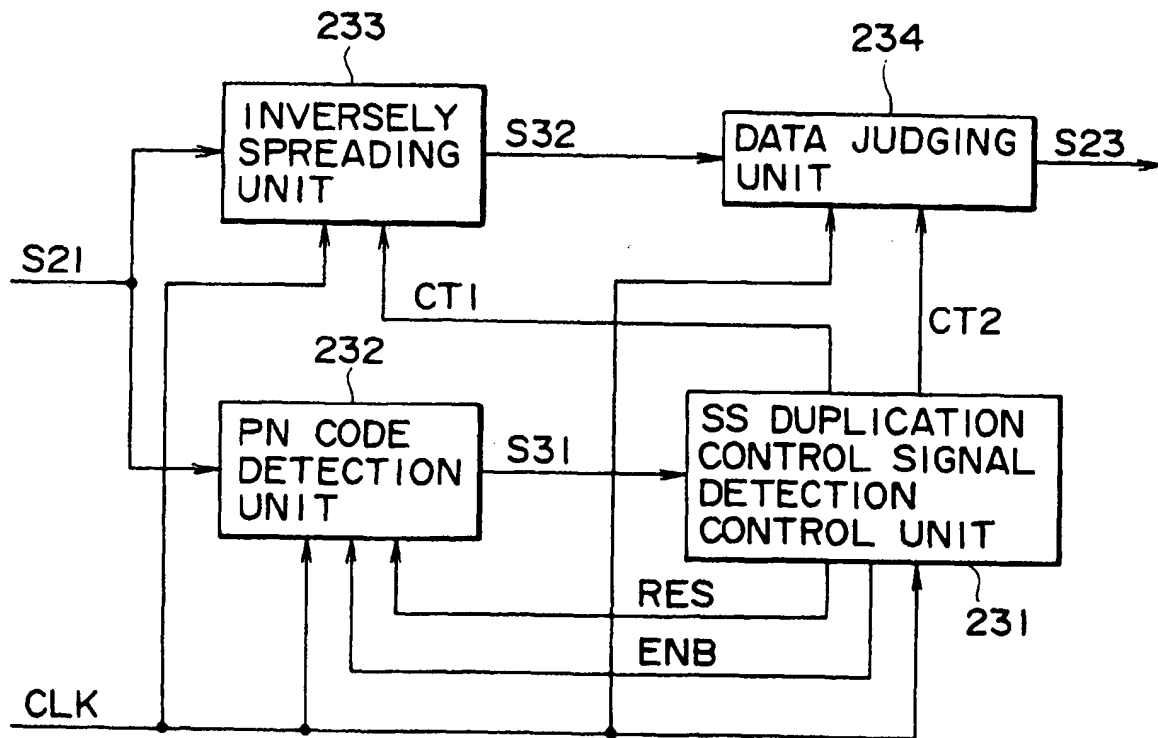 233
INVERSELY
SPREADING
UNIT
S32
234
DATA JUDGING
UNIT
S23
S21
CT1
CT2
232
PN CODE
DETECTION
UNIT
S31
SS DUPLICATION
CONTROL SIGNAL
DETECTION
CONTROL UNIT
231
RES
ENB
CLK